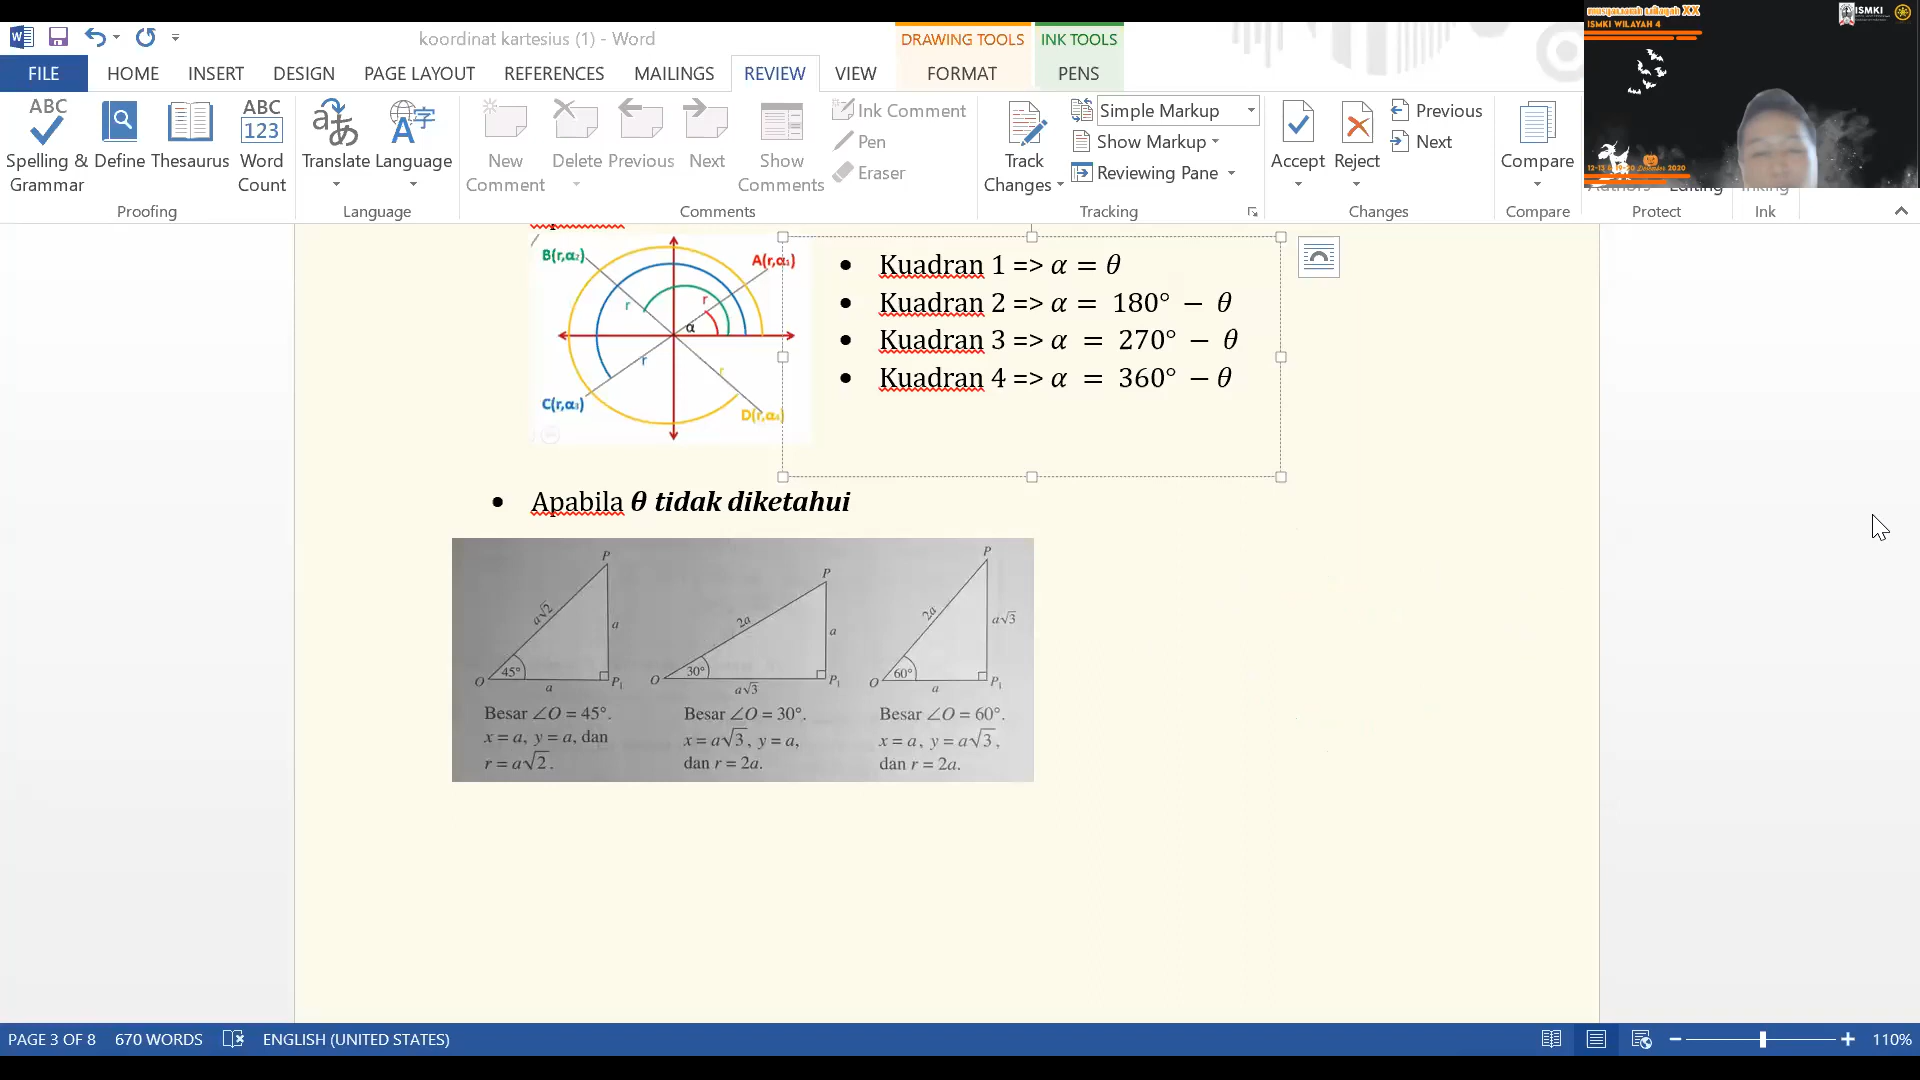 koordinat kartesius (1) - Word
DRAWING TOOLS
INK TOOLS
FILE
HOME
INSERT
DESIGN
PAGE LAYOUT
REFERENCES
MAILINGS
REVIEW
VIEW
FORMAT
PENS
ISMKI WILAYAH 4
ISMKI
ABC
Spelling & Grammar
Define
Thesaurus
ABC 123
Word Count
Translate
Language
New Comment
Delete
Previous
Next
Show Comments
Ink Comment
Pen
Eraser
Track Changes
Simple Markup
Show Markup
Reviewing Pane
Accept
Reject
Previous
Next
Compare
Proofing
Language
Comments
Tracking
Changes
Compare
Protect
Ink
B(r,α₂)
A(r,α₁)
r
r
α
r
r
C(r,α₃)
D(r,α₄)
• Kuadran 1 => α = θ
• Kuadran 2 => α = 180° − θ
• Kuadran 3 => α = 270° − θ
• Kuadran 4 => α = 360° − θ
• Apabila θ tidak diketahui
P
a√2
a
45°
O
a
P₁
P
2a
a
30°
O
a√3
P₁
P
2a
a√3
60°
O
a
P₁
Besar ∠O = 45°.
x = a, y = a, dan
r = a√2.
Besar ∠O = 30°.
x = a√3, y = a,
dan r = 2a.
Besar ∠O = 60°.
x = a, y = a√3,
dan r = 2a.
PAGE 3 OF 8
670 WORDS
ENGLISH (UNITED STATES)
110%